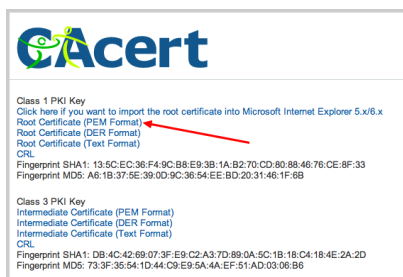 CAcert
Class 1 PKI Key
Click here if you want to import the root certificate into Microsoft Internet Explorer 5.x/6.x
Root Certificate (PEM Format)
Root Certificate (DER Format)
Root Certificate (Text Format)
CRL
Fingerprint SHA1: 13:5C:EC:36:F4:9C:B8:E9:3B:1A:B2:70:CD:80:88:46:76:CE:8F:33
Fingerprint MD5: A6:1B:37:5E:39:0D:9C:36:54:EE:BD:20:31:46:1F:6B
Class 3 PKI Key
Intermediate Certificate (PEM Format)
Intermediate Certificate (DER Format)
Intermediate Certificate (Text Format)
CRL
Fingerprint SHA1: DB:4C:42:69:07:3F:E9:C2:A3:7D:89:0A:5C:1B:18:C4:18:4E:2A:2D
Fingerprint MD5: 73:3F:35:54:1D:44:C9:E9:5A:4A:EF:51:AD:03:06:B6